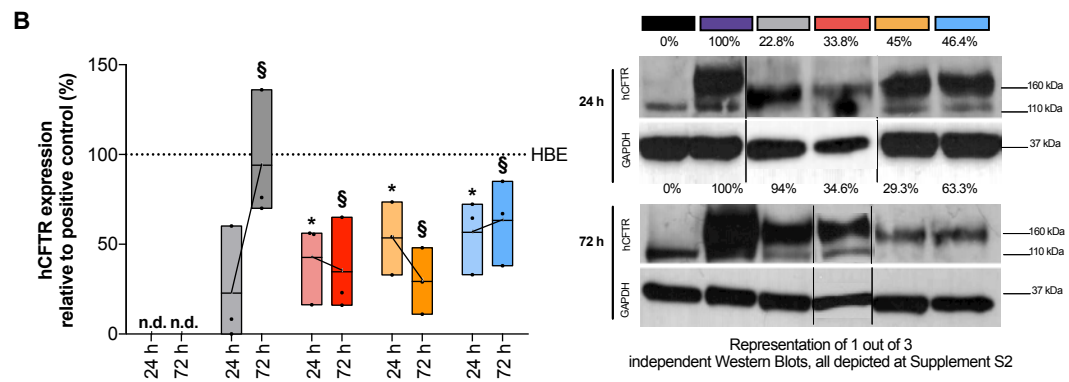 B
hCFTR expression
relative to positive control (%)
150
100
50
0
HBE
§
*
§
*
§
*
§
n.d. n.d.
24 h
72 h
24 h
72 h
24 h
72 h
24 h
72 h
24 h
72 h
0% 100% 22.8% 33.8% 45% 46.4%
24 h
hCFTR
160 kDa
110 kDa
GAPDH
37 kDa
0% 100% 94% 34.6% 29.3% 63.3%
72 h
hCFTR
160 kDa
110 kDa
GAPDH
37 kDa
Representation of 1 out of 3
independent Western Blots, all depicted at Supplement S2